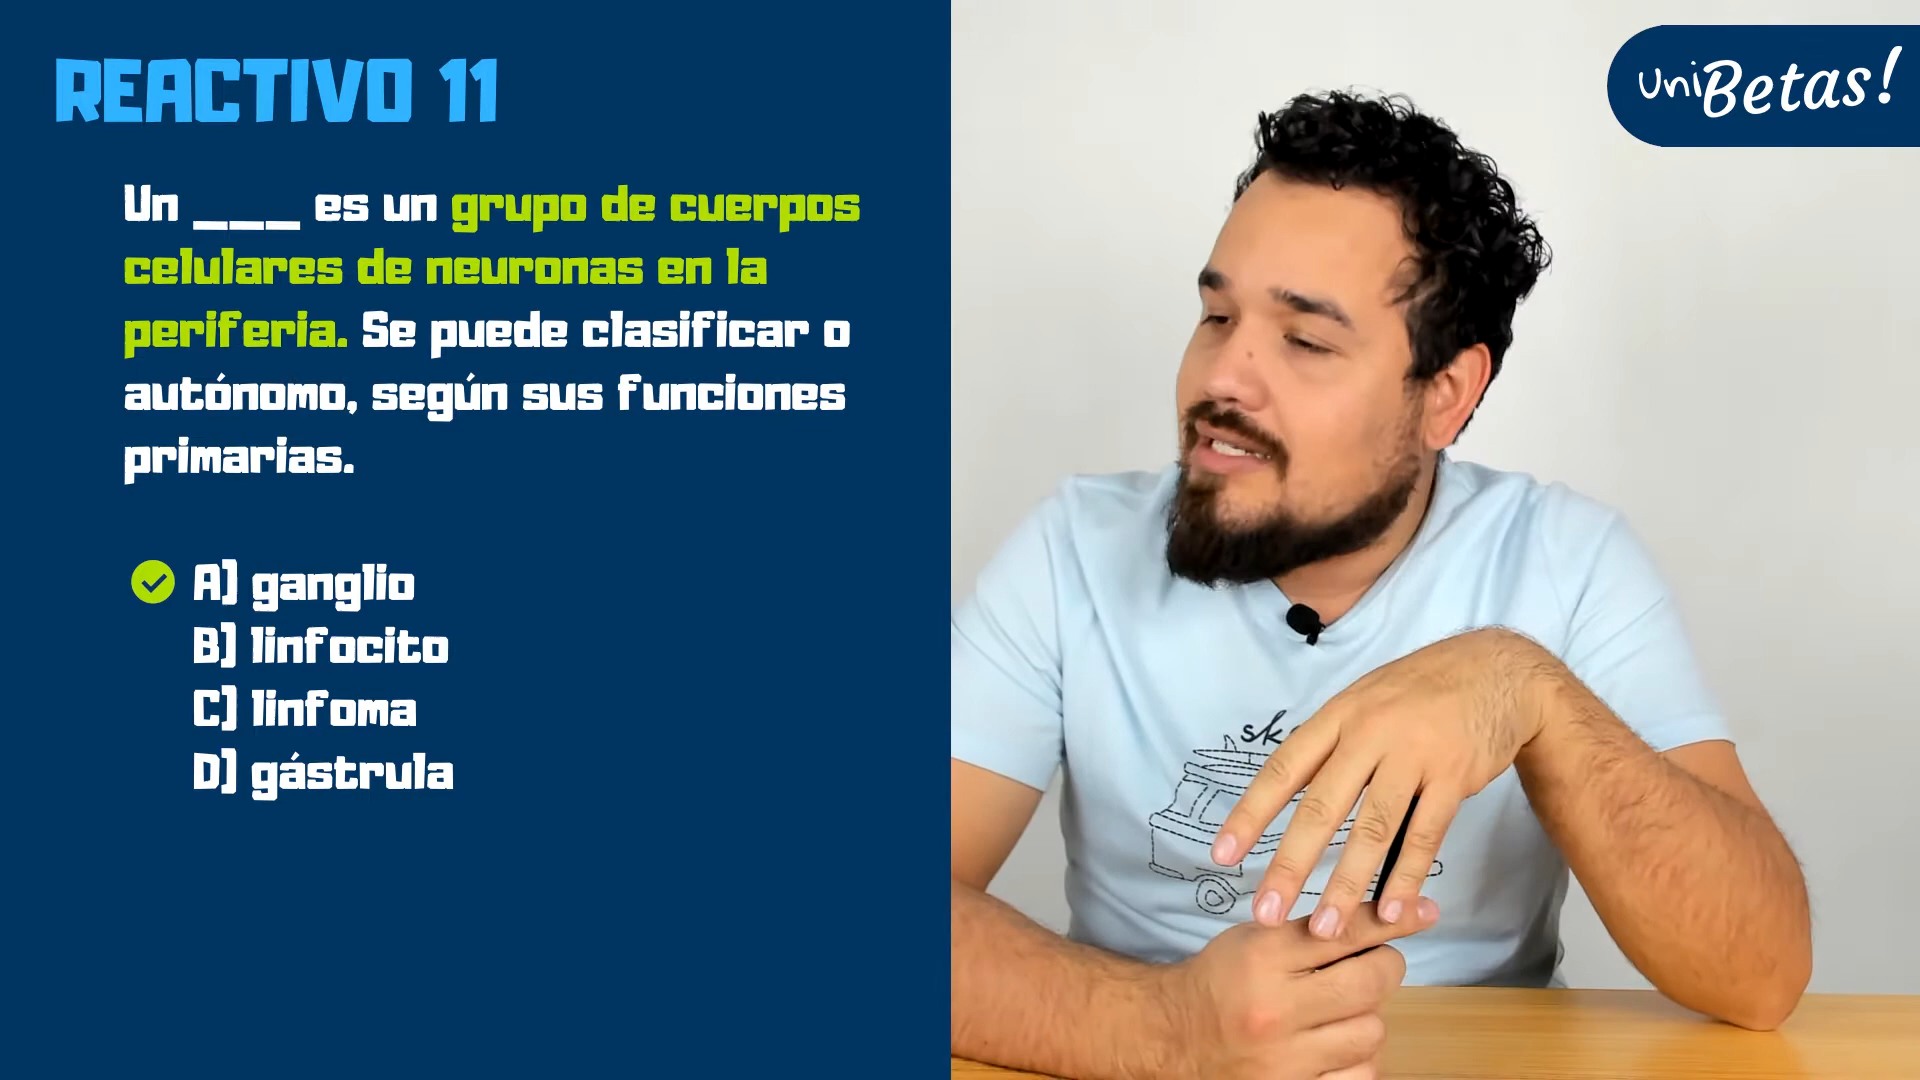 REACTIVO 11
uniBetas!
Un ___ es un grupo de cuerpos
celulares de neuronas en la
periferia. Se puede clasificar o
autónomo, según sus funciones
primarias.
A) ganglio
B) linfocito
C) linfoma
D) gástrula